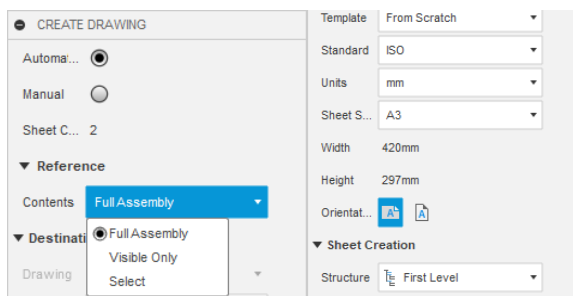 CREATE DRAWING
Automa... 
Manual
Sheet C... 2
Reference
Contents Full Assembly
Full Assembly
Visible Only
Select
Destinati
Drawing
Template From Scratch
Standard ISO
Units mm
Sheet S... A3
Width 420mm
Height 297mm
Orientat... A A
Sheet Creation
Structure First Level